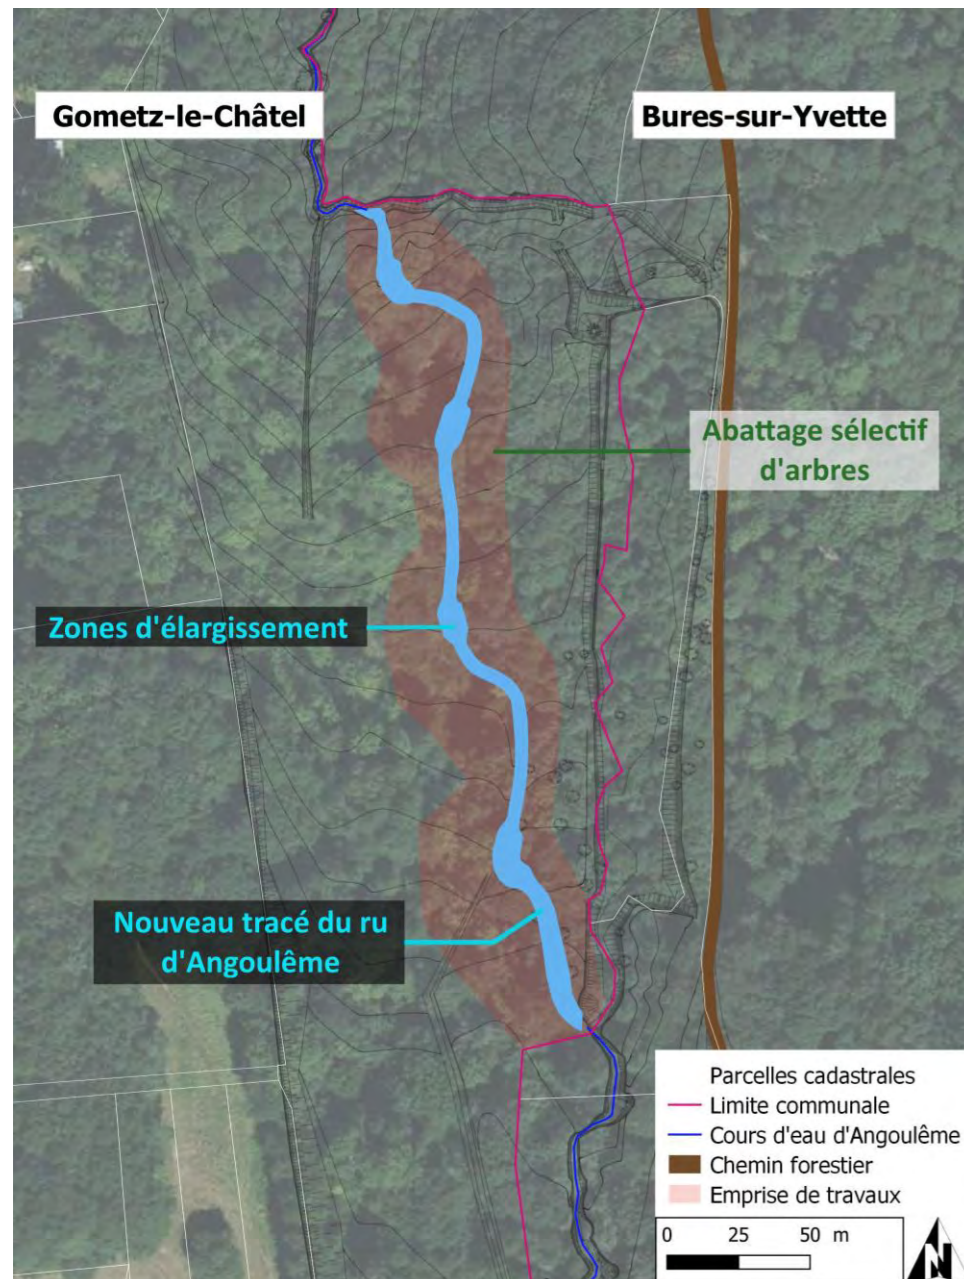 Gometz-le-Châtel
Bures-sur-Yvette
Abattage sélectif
d'arbres
Zones d'élargissement
Nouveau tracé du ru
d'Angoulême
Parcelles cadastrales
Limite communale
Cours d'eau d'Angoulême
Chemin forestier
Emprise de travaux
0 25 50 m
N